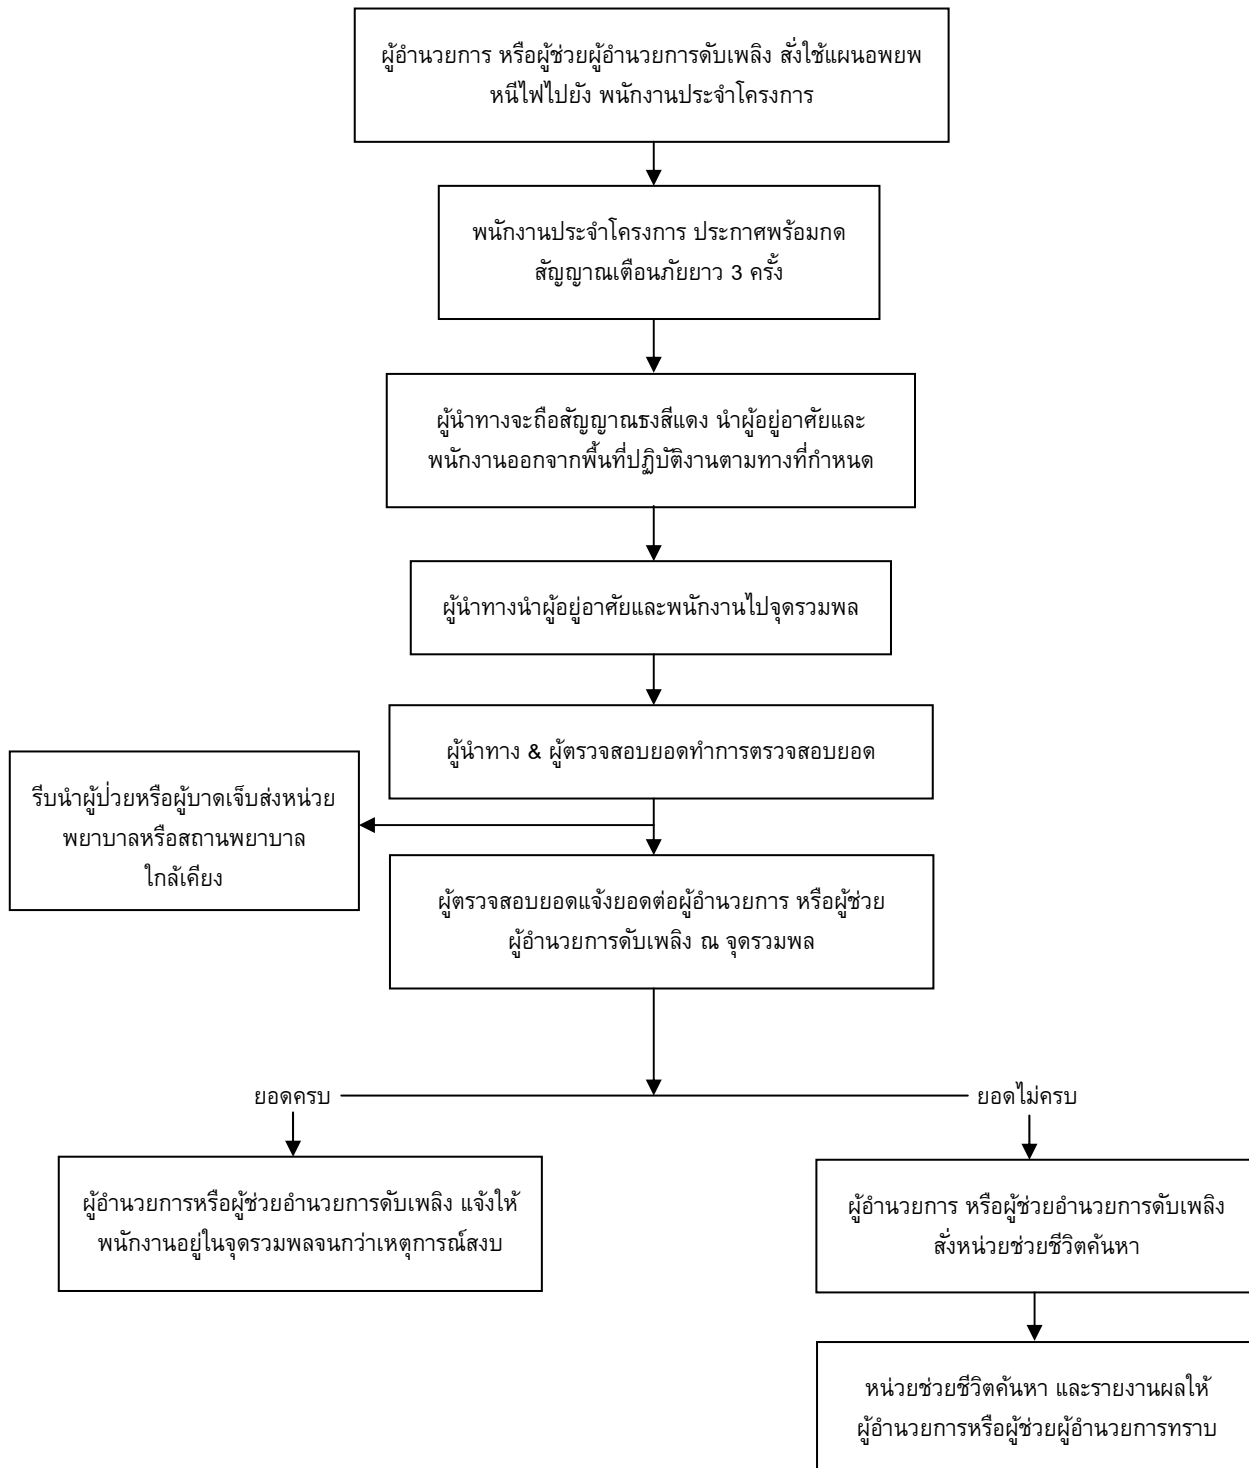 ผู้อำนวยการ หรือผู้ช่วยผู้อำนวยการดับเพลิง สั่งใช้แผนอพยพ
หนีไฟไปยัง พนักงานประจำโครงการ
พนักงานประจำโครงการ ประกาศพร้อมกด
สัญญาณเตือนภัยยาว 3 ครั้ง
ผู้นำทางจะถือสัญญาณธงสีแดง นำผู้อยู่อาศัยและ
พนักงานออกจากพื้นที่ปฏิบัติงานตามทางที่กำหนด
ผู้นำทางนำผู้อยู่อาศัยและพนักงานไปจุดรวมพล
ผู้นำทาง & ผู้ตรวจสอบยอดทำการตรวจสอบยอด
รีบนำผู้ป่วยหรือผู้บาดเจ็บส่งหน่วย
พยาบาลหรือสถานพยาบาล
ใกล้เคียง
ผู้ตรวจสอบยอดแจ้งยอดต่อผู้อำนวยการ หรือผู้ช่วย
ผู้อำนวยการดับเพลิง ณ จุดรวมพล
ยอดครบ
ยอดไม่ครบ
ผู้อำนวยการหรือผู้ช่วยอำนวยการดับเพลิง แจ้งให้
พนักงานอยู่ในจุดรวมพลจนกว่าเหตุการณ์สงบ
ผู้อำนวยการ หรือผู้ช่วยอำนวยการดับเพลิง
สั่งหน่วยช่วยชีวิตค้นหา
หน่วยช่วยชีวิตค้นหา และรายงานผลให้
ผู้อำนวยการหรือผู้ช่วยผู้อำนวยการทราบ